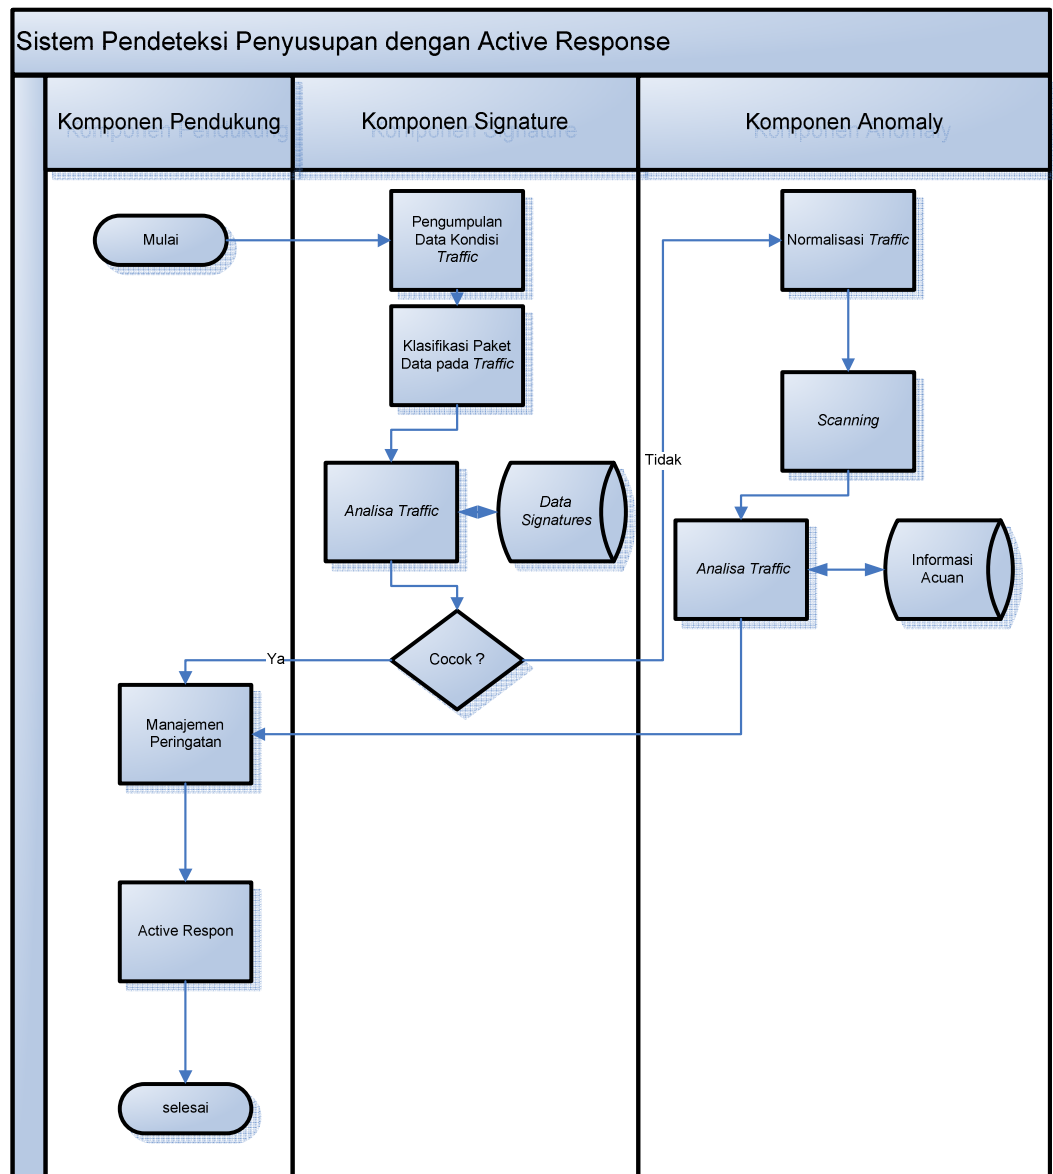 Sistem Pendeteksi Penyusupan dengan Active Response
Komponen Pendukung
Komponen Signature
Komponen Anomaly
Mulai
Pengumpulan
Data Kondisi
Traffic
Normalisasi Traffic
Klasifikasi Paket
Data pada Traffic
Scanning
Tidak
Analisa Traffic
Data
Signatures
Analisa Traffic
Informasi
Acuan
Cocok ?
Ya
Manajemen
Peringatan
Active Respon
selesai